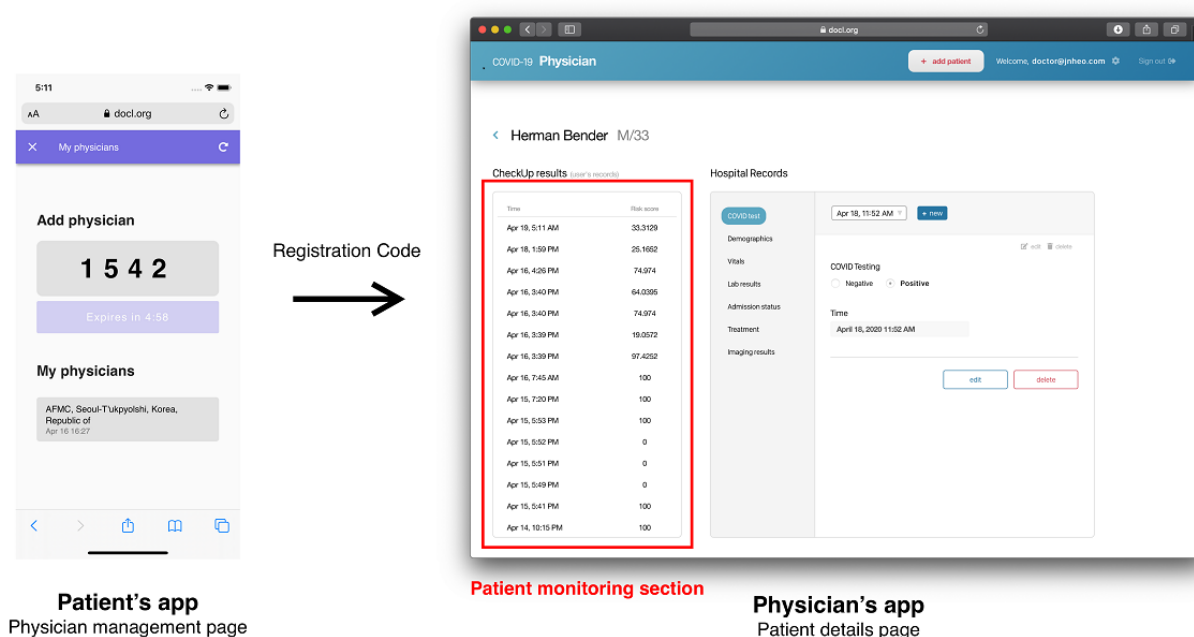 5:11
AA docl.org
My physicians
Add physician
1 5 4 2
Expires in 4:58
My physicians
AFMC, Seoul-T'ukpyolshi, Korea,
Republic of
Apr 16 16:27
Patient's app
Physician management page
Registration Code
docl.org
COVID-19 Physician
+ add patient
Welcome, doctor@jnheo.com
Sign out
Herman Bender M/33
CheckUp results (user's records)
Time Risk score
Apr 19, 5:11 AM 33.3129
Apr 18, 1:59 PM 25.1652
Apr 16, 4:26 PM 74.974
Apr 16, 3:40 PM 64.0395
Apr 16, 3:40 PM 74.974
Apr 16, 3:39 PM 19.0572
Apr 16, 3:39 PM 97.4252
Apr 16, 7:45 AM 100
Apr 15, 7:20 PM 100
Apr 15, 5:53 PM 100
Apr 15, 5:52 PM 0
Apr 15, 5:51 PM 0
Apr 15, 5:49 PM 0
Apr 15, 5:41 PM 100
Apr 14, 10:15 PM 100
Hospital Records
COVID test
Demographics
Vitals
Lab results
Admission status
Treatment
Imaging results
Apr 18, 11:52 AM
+ new
edit delete
COVID Testing
Negative Positive
Time
April 18, 2020 11:52 AM
edit delete
Patient monitoring section
Physician's app
Patient details page